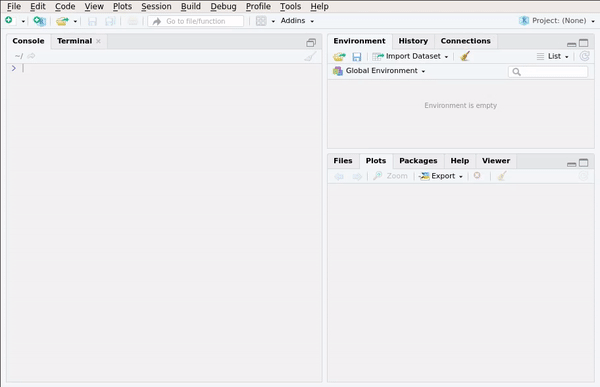 File Edit Code View Plots Session Build Debug Profile Tools Help
Go to file/function Addins Project: (None)
Console Terminal
~/
>
Environment History Connections
Import Dataset List
Global Environment
Environment is empty
Files Plots Packages Help Viewer
Zoom Export